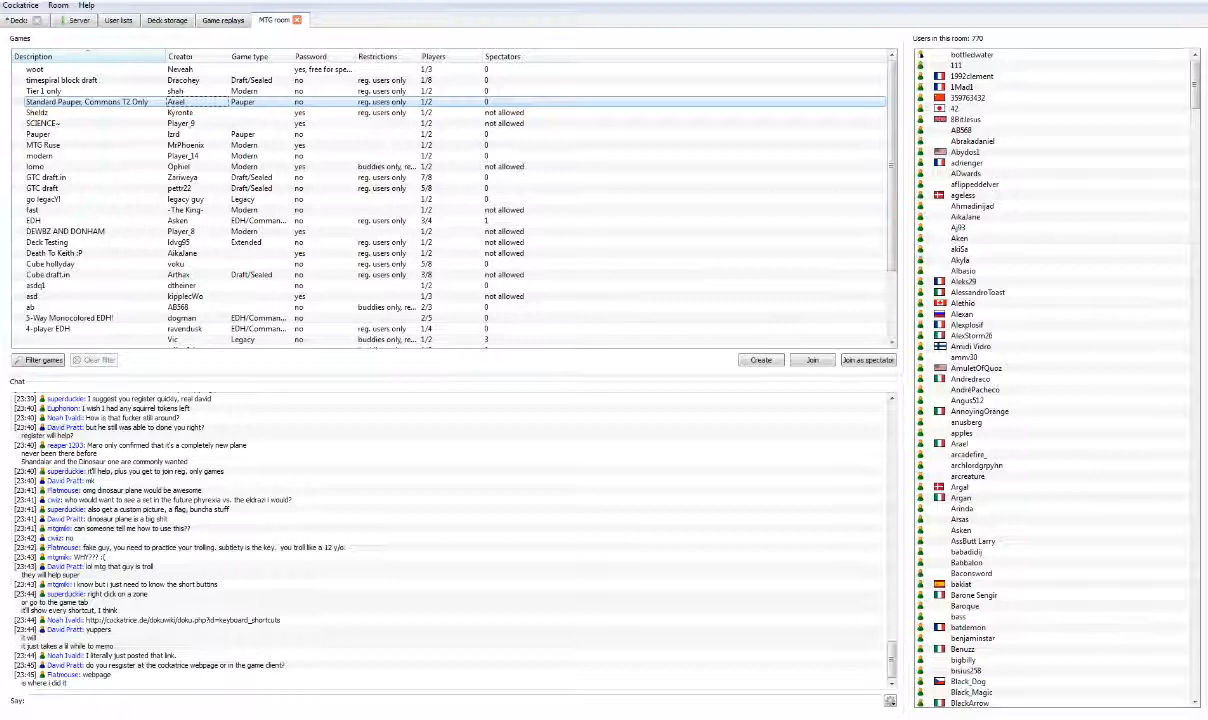 Cockatrice Room Help
*Deck: Server User lists Deck storage Game replays MTG room
Games
Description Creator Game type Password Restrictions Players Spectators
woot Neveah yes, free for spe... 1/3 0
timespiral block draft Dracohey Draft/Sealed no reg. users only 1/8 0
Tier 1 only shah Modern no reg. users only 1/2 0
Standard Pauper, Commons T2 Only Arael Pauper no reg. users only 1/2 0
Sheldz Kyronte yes reg. users only 1/2 not allowed
SCIENCE~ Player_9 yes 1/2 not allowed
Pauper lzrd Pauper no 1/2 0
MTG Ruse MrPhoenix Modern yes 1/2 0
modern Player_14 no 1/2 0
lomo Ophiel Modern yes buddies only, re... 1/2 not allowed
GTC draft.in Zariweya Draft/Sealed no reg. users only 7/8 0
GTC draft pettr22 Draft/Sealed no reg. users only 5/8 0
go legacY! legacy guy Legacy no 1/2 0
fast -The King- Modern no 1/2 not allowed
EDH Asken EDH/Comman... no reg. users only 3/4 1
DEWBZ AND DONHAM Player_8 Modern yes 1/2 not allowed
Deck Testing ldvg95 Extended no reg. users only 1/2 not allowed
Death To Keith :P AikaJane yes reg. users only 1/2 not allowed
Cube hollyday voku no reg. users only 5/8 0
Cube draft.in Arthax Draft/Sealed no reg. users only 3/8 not allowed
asdq1 dtheiner no 1/2 0
asd kipplecWo yes 1/3 not allowed
ab AB568 no buddies only, re... 2/3 0
5-Way Monocolored EDH! dogman EDH/Comman... no 2/5 0
4-player EDH ravendusk EDH/Comman... no reg. users only 1/4 0
Vic Legacy no buddies only, re... 1/2 3
Filter games Clear filter Create Join Join as spectator
Chat
[23:39] superduckie: I suggest you register quickly, real david
[23:40] Euphorion: I wish I had any squirrel tokens left
[23:40] Noah Ivaldi: How is that fucker still around?
[23:40] David Pratt: but he still was able to cloned you right?
register will help?
[23:40] reaper1203: Maro only confirmed that it's a completely new plane
never been there before
Shandalar and the Dinosaur one are commonly wanted
[23:40] superduckie: it'll help, plus you get to join reg. only games
[23:40] David Pratt: mk
[23:41] Flatmouse: omg dinosaur plane would be awesome
[23:41] cwiz: who would want to see a set in the future phyrexia vs. the eldrazi i would?
[23:41] superduckie: also get a custom picture, a flag, buncha stuff
[23:41] David Pratt: dinosaur plane is a big shit
[23:41] mtgmik: can someone tell me how to use this??
[23:42] cwiz: no
[23:42] Flatmouse: fake guy, you need to practice your trolling, subtlety is the key. you troll like a 12 y/o.
[23:43] mtgmik: WHY??? :(
[23:43] David Pratt: lol mtg that guy is troll
they will help super
[23:43] mtgmik: i know but i just need to know the short buttins
[23:44] superduckie: right click on a zone
or go to the game tab
it'll show every shortcut, I think
[23:44] Noah Ivaldi: http://cockatrice.de/dokuwiki/doku.php?id=keyboard_shortcuts
[23:44] David Pratt: yuppers
it will
it just takes a lil while to memo
[23:44] Noah Ivaldi: I literally just posted that link.
[23:45] David Pratt: do you resgister at the cockatrice webpage or in the game client?
[23:45] Flatmouse: webpage
is where i did it
Say:
Users in this room: 770
bottledwater
111
1992clement
1Mad1
359763432
42
8BitJesus
AB568
Abrakadaniel
Abydos1
adrienger
ADwards
aflippeddelver
ageless
Ahmadinijad
AikaJane
Aj93
Aken
aki5a
Akyla
Albasio
Aleks29
AlessandroToast
Alethio
Alexan
Alexplosif
AlexStorm26
Amidi Vidro
ammv30
AmuletOfQuoz
Andredraco
AndréPacheco
Angus512
AnnoyingOrange
anusberg
apples
Arael
arcadefire_
archlordgrpyhn
arcreature
Argal
Argan
Arinda
Arsas
Asken
AssButt Larry
babadidij
Babbalon
Baconsword
bakiat
Barone Sengir
Baroque
bass
batdemon
benjaminstar
Benuzz
bigbilly
bisius258
Black_Dog
Black_Magic
BlackArrow